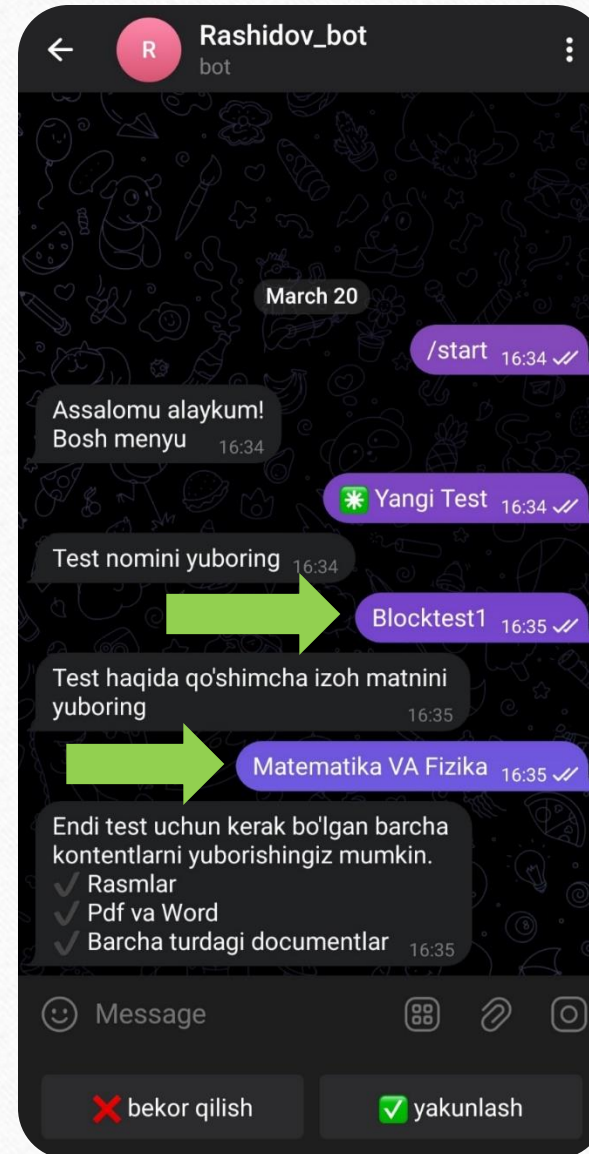 R
Rashidov_bot
bot
March 20
/start 16:34
Assalomu alaykum!
Bosh menyu 16:34
Yangi Test 16:34
Test nomini yuboring 16:34
Blocktest1 16:35
Test haqida qo'shimcha izoh matnini
yuboring 16:35
Matematika VA Fizika 16:35
Endi test uchun kerak bo'lgan barcha
kontentlarni yuborishingiz mumkin.
✔️ Rasmlar
✔️ Pdf va Word
✔️ Barcha turdagi documentlar 16:35
Message
❌ bekor qilish
✅ yakunlash